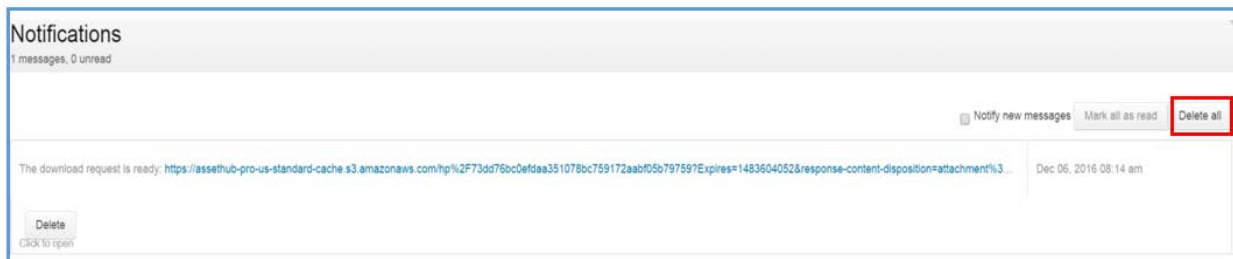 Notifications
1 messages, 0 unread
Notify new messages Mark all as read Delete all
The download request is ready: https://assethub-pro-us-standard-cache.s3.amazonaws.com/hp%2F73dd76bc0efdaa351078bc759172aabf05b79759?Expires=1483604052&response-content-disposition=attachment%3... Dec 06, 2016 08:14 am
Delete
Click to open